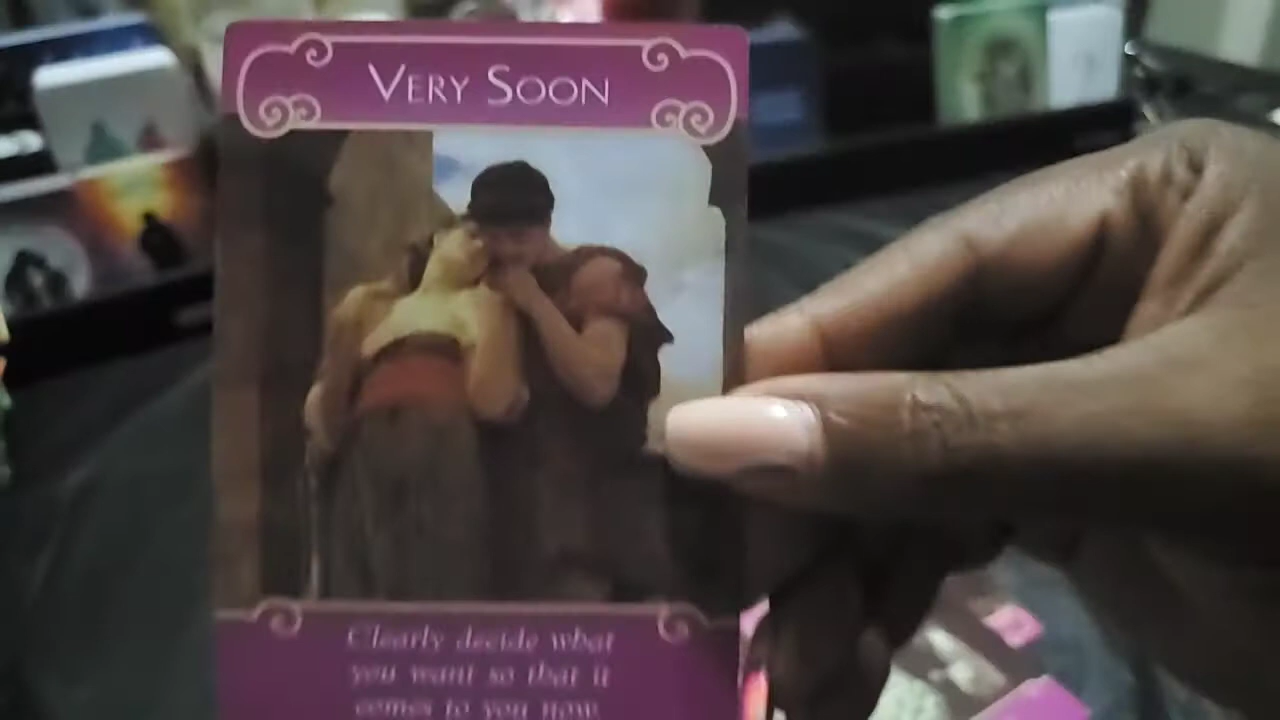 VERY SOON
Clearly decide what
you want so that it
comes to you now.